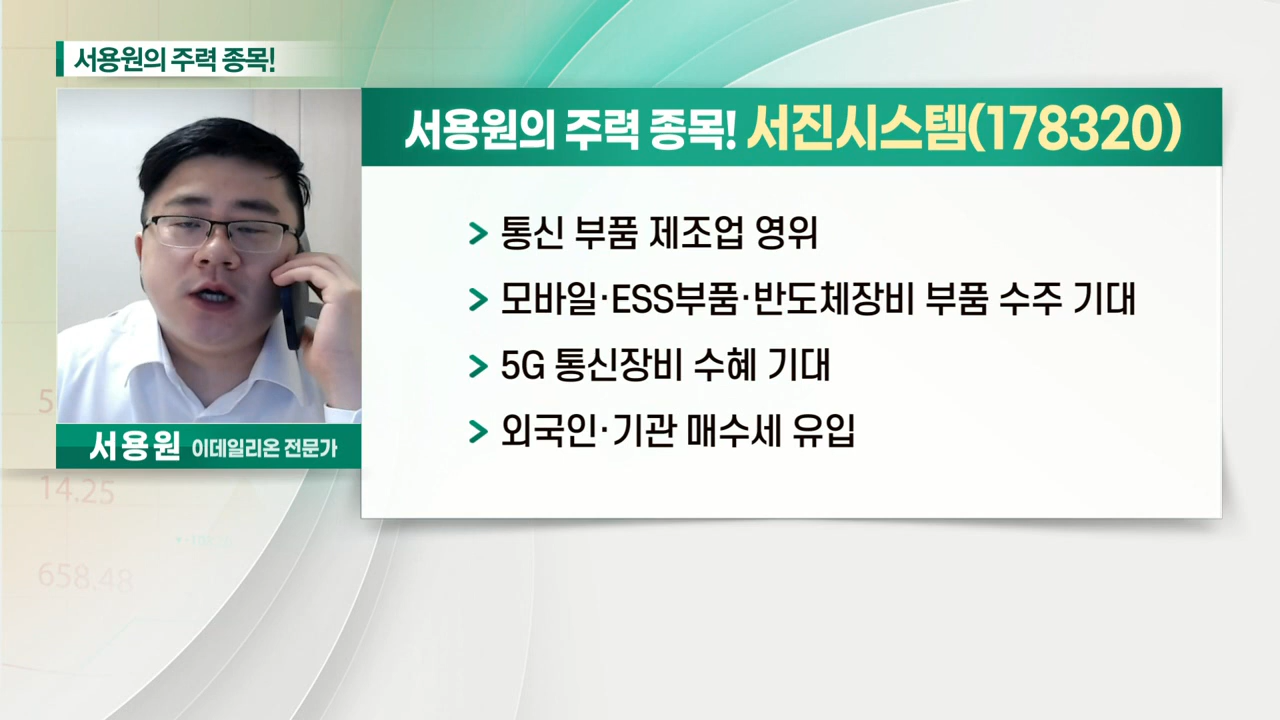 서용원의 주력 종목!
서용원의 주력 종목! 서진시스템(178320)
> 통신 부품 제조업 영위
> 모바일·ESS부품·반도체장비 부품 수주 기대
> 5G 통신장비 수혜 기대
> 외국인·기관 매수세 유입
서용원 이데일리온 전문가
14.25
658.48